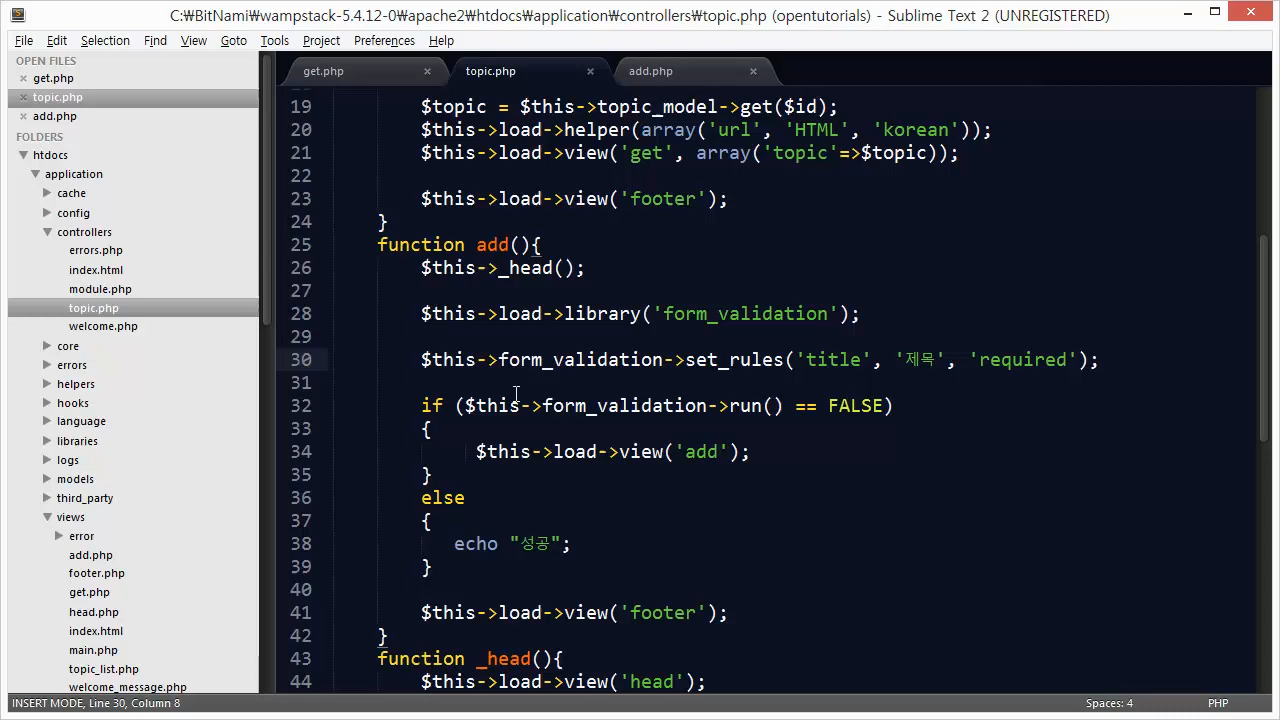 C:₩BitNami₩wampstack-5.4.12-0₩apache2₩htdocs₩application₩controllers₩topic.php (opentutorials) - Sublime Text 2 (UNREGISTERED)
File Edit Selection Find View Goto Tools Project Preferences Help
OPEN FILES
get.php
topic.php
add.php
FOLDERS
htdocs
application
cache
config
controllers
errors.php
index.html
module.php
topic.php
welcome.php
core
errors
helpers
hooks
language
libraries
logs
models
third_party
views
error
add.php
footer.php
get.php
head.php
index.html
main.php
topic_list.php
welcome_message.php
get.php topic.php add.php
19 $topic = $this->topic_model->get($id);
20 $this->load->helper(array('url', 'HTML', 'korean'));
21 $this->load->view('get', array('topic'=>$topic));
22
23 $this->load->view('footer');
24 }
25 function add(){
26 $this->_head();
27
28 $this->load->library('form_validation');
29
30 $this->form_validation->set_rules('title', '제목', 'required');
31
32 if ($this->form_validation->run() == FALSE)
33 {
34 $this->load->view('add');
35 }
36 else
37 {
38 echo "성공";
39 }
40
41 $this->load->view('footer');
42 }
43 function _head(){
44 $this->load->view('head');
INSERT MODE, Line 30, Column 8 Spaces: 4 PHP